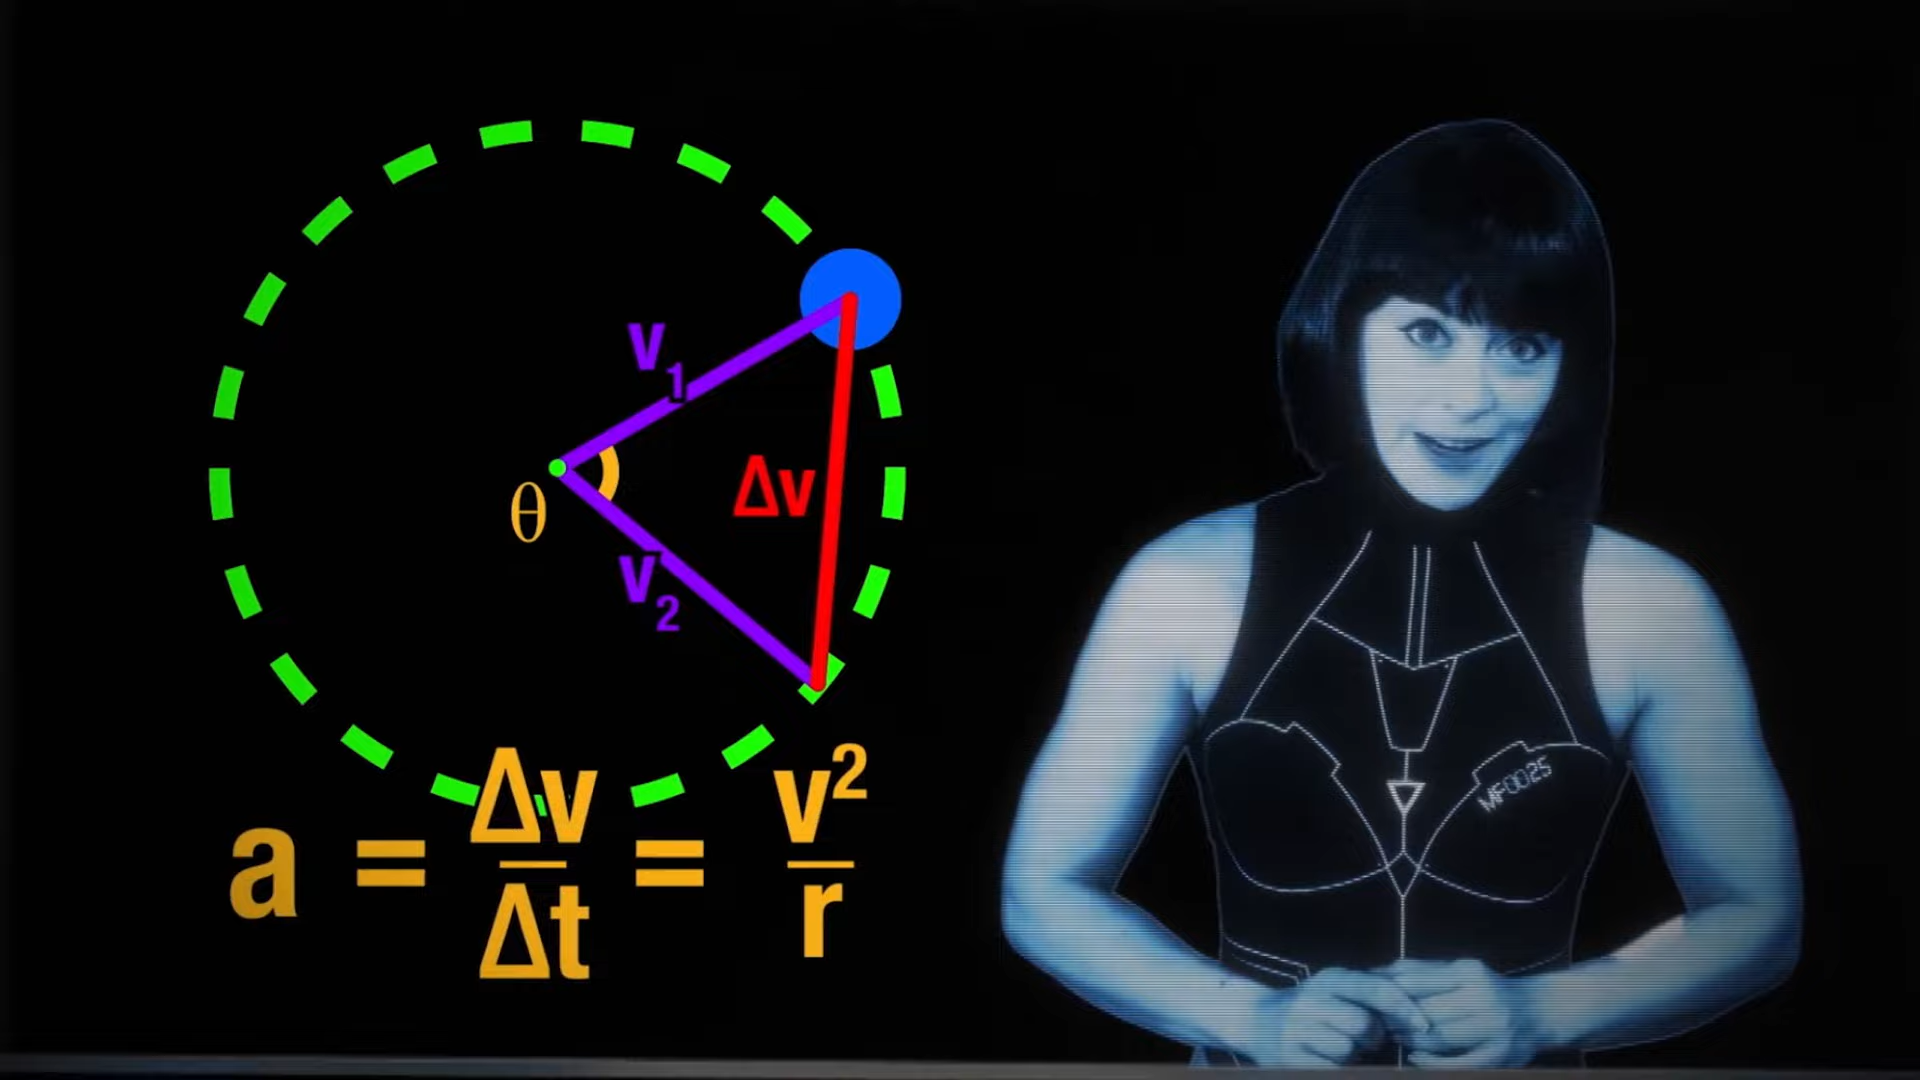 v₁
Δv
θ
v₂
a = Δv/Δt = v²/r
MF0025